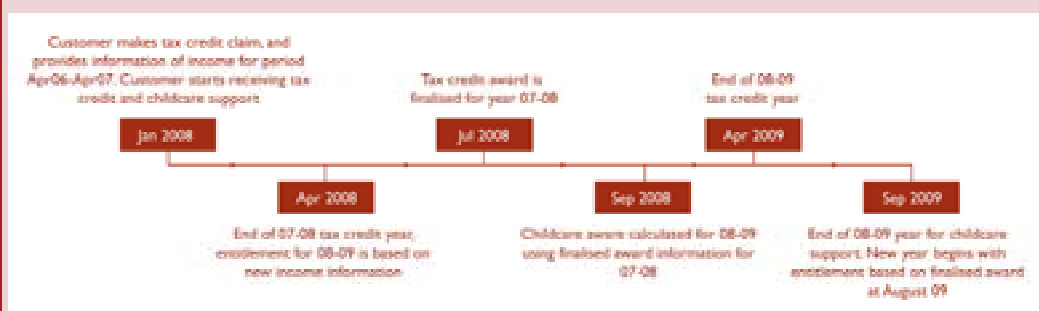 Customer makes tax credit claim, and
provides information of income for period
Apr06-Apr07. Customer starts receiving tax
credit and childcare support
Jan 2008
Apr 2008
End of 07-08 tax credit year,
entitlement for 08-09 is based on
new income information
Tax credit award is
finalised for year 07-08
Jul 2008
Sep 2008
Childcare aware calculated for 08-09
using finalised award information for
07-08
End of 08-09
tax credit year
Apr 2009
Sep 2009
End of 08-09 year for childcare
support. New year begins with
entitlement based on finalised award
at August 09